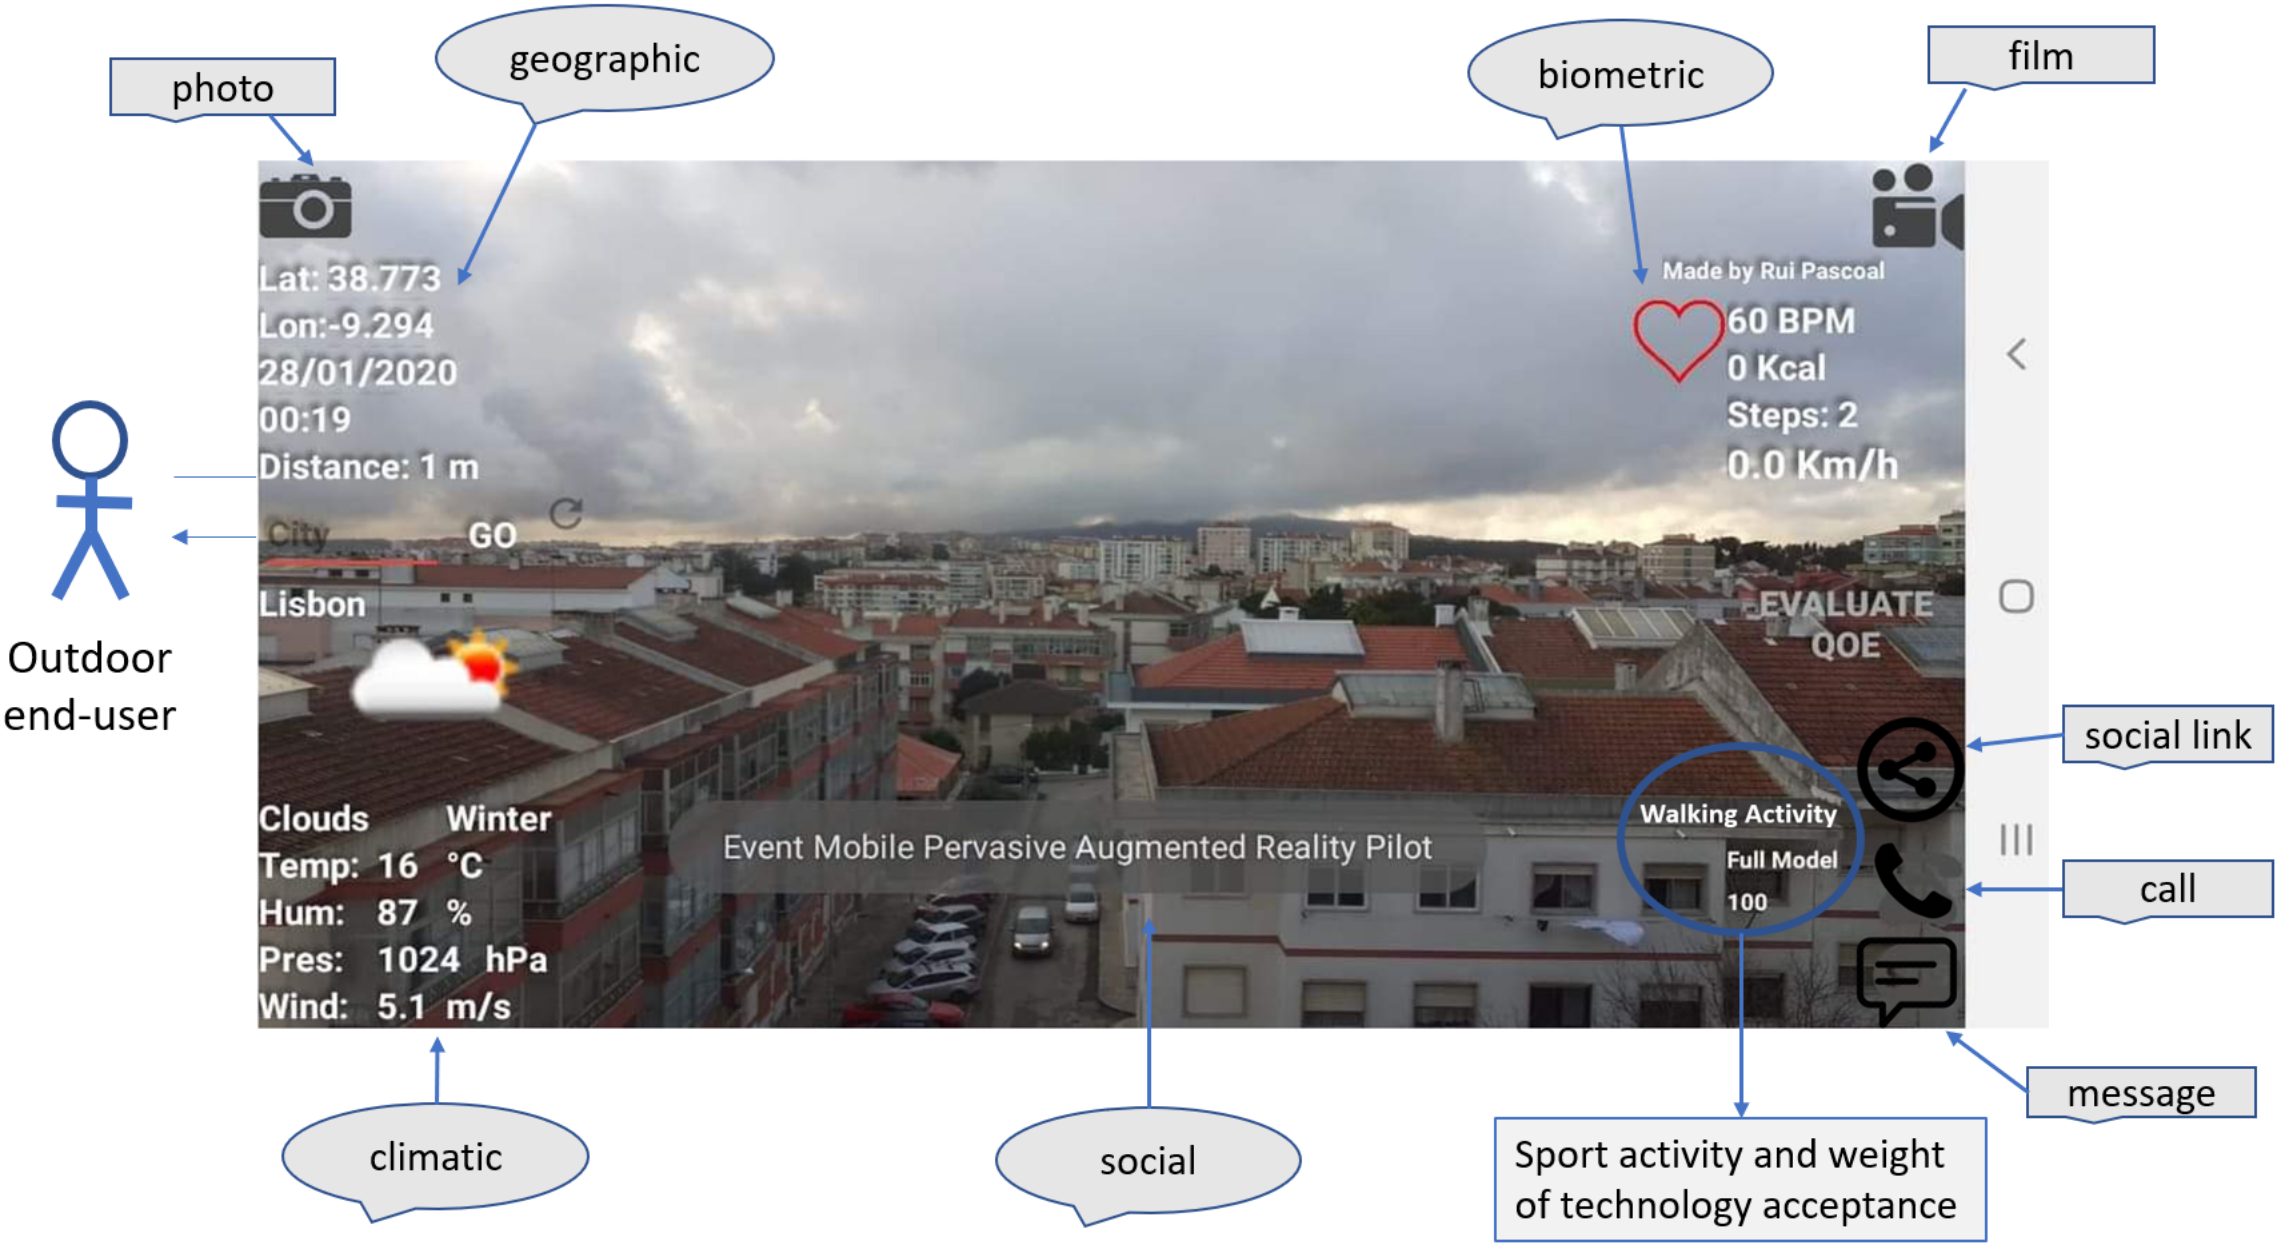 photo
geographic
biometric
film
Lat: 38.773
Lon:-9.294
28/01/2020
00:19
Distance: 1 m
Made by Rui Pascoal
60 BPM
0 Kcal
Steps: 2
0.0 Km/h
City GO
Lisbon
EVALUATE
QOE
Outdoor
end-user
social link
Clouds Winter
Temp: 16 °C
Hum: 87 %
Pres: 1024 hPa
Wind: 5.1 m/s
Event Mobile Pervasive Augmented Reality Pilot
Walking Activity
Full Model
100
call
message
climatic
social
Sport activity and weight
of technology acceptance